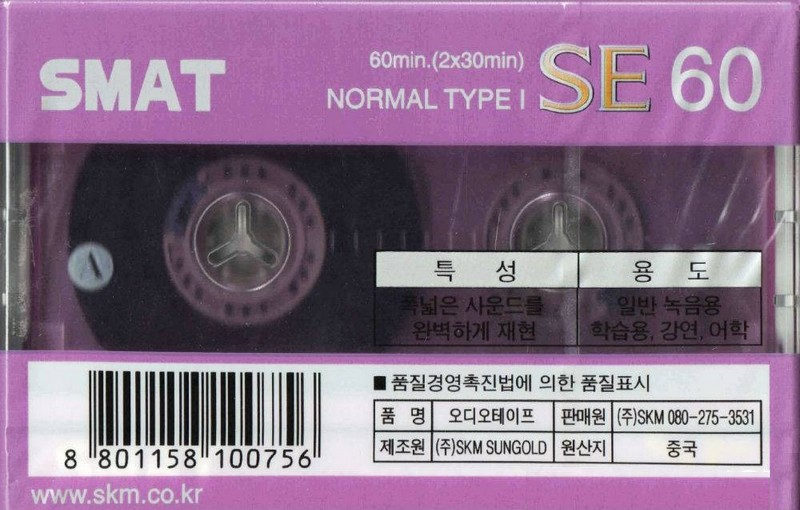 SMAT
60min.(2x30min)
NORMAL TYPE I
SE 60
A
특 성 용 도
폭넓은 사운드를 일반 녹음용
완벽하게 재현 학습용, 강연, 어학
■ 품질경영촉진법에 의한 품질표시
품 명 오디오테이프 판매원 (주)SKM 080-275-3531
제조원 (주)SKM SUNGOLD 원산지 중국
8 801158 100756
www.skm.co.kr